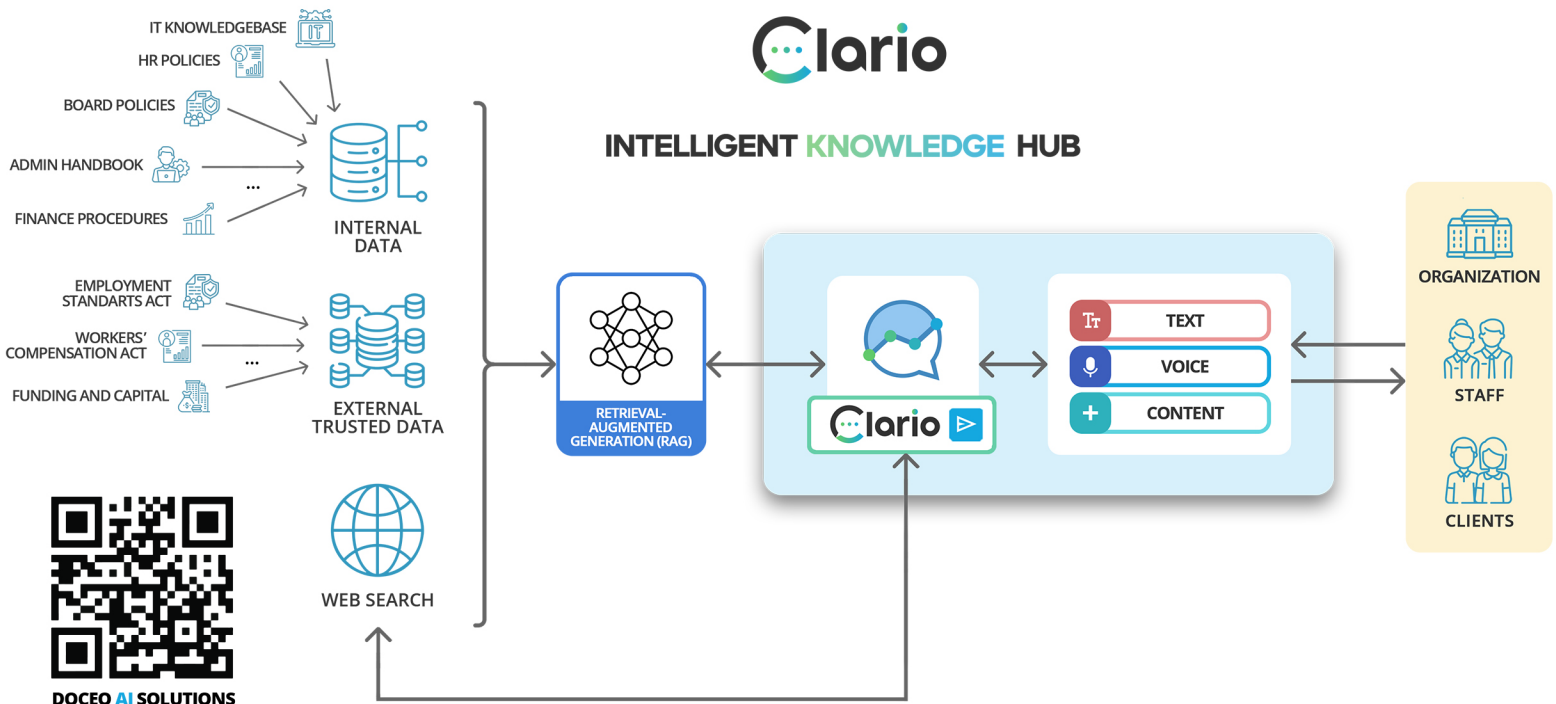 IT KNOWLEDGEBASE
IT
HR POLICIES
BOARD POLICIES
ADMIN HANDBOOK
...
FINANCE PROCEDURES
INTERNAL
DATA
EMPLOYMENT
STANDARTS ACT
WORKERS'
COMPENSATION ACT
...
FUNDING AND CAPITAL
EXTERNAL
TRUSTED DATA
WEB SEARCH
DOCEO AI SOLUTIONS
Clario
INTELLIGENT KNOWLEDGE HUB
RETRIEVAL-
AUGMENTED
GENERATION (RAG)
Clario
TT TEXT
VOICE
+ CONTENT
ORGANIZATION
STAFF
CLIENTS